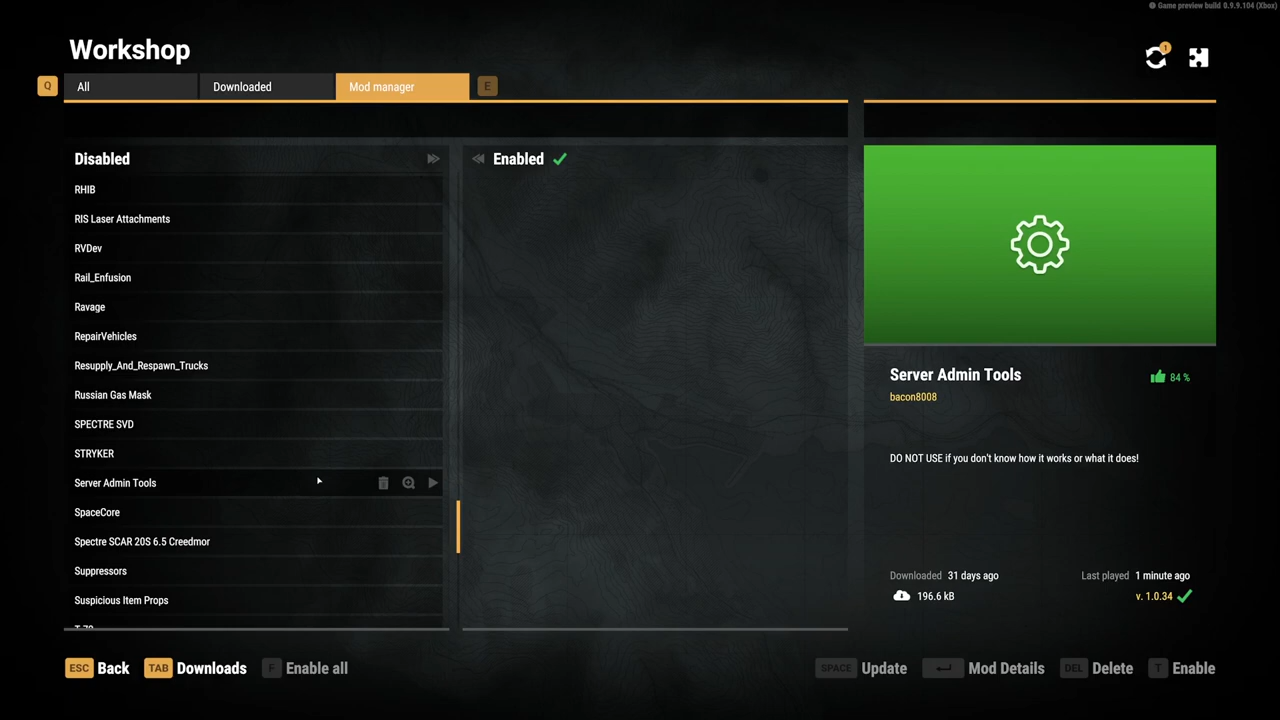 Game preview build 0.9.9.104 (Xbox)
Workshop
1
Q
All
Downloaded
Mod manager
E
Disabled
Enabled
RHIB
RIS Laser Attachments
RVDev
Rail_Enfusion
Ravage
RepairVehicles
Resupply_And_Respawn_Trucks
Russian Gas Mask
SPECTRE SVD
STRYKER
Server Admin Tools
SpaceCore
Spectre SCAR 20S 6.5 Creedmor
Suppressors
Suspicious Item Props
Server Admin Tools
84 %
bacon8008
DO NOT USE if you don't know how it works or what it does!
Downloaded 31 days ago
Last played 1 minute ago
196.6 kB
v. 1.0.34
ESC Back
TAB Downloads
F Enable all
SPACE Update
Mod Details
DEL Delete
T Enable